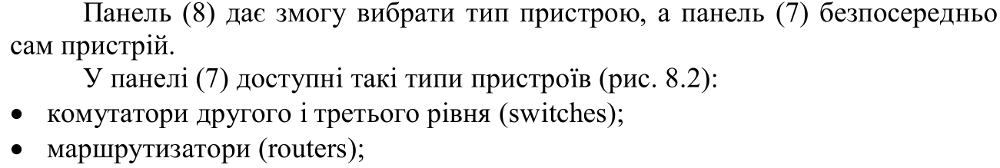 Панель (8) дає змогу вибрати тип пристрою, а панель (7) безпосередньо
сам пристрій.
У панелі (7) доступні такі типи пристроїв (рис. 8.2):
• комутатори другого і третього рівня (switches);
• маршрутизатори (routers);